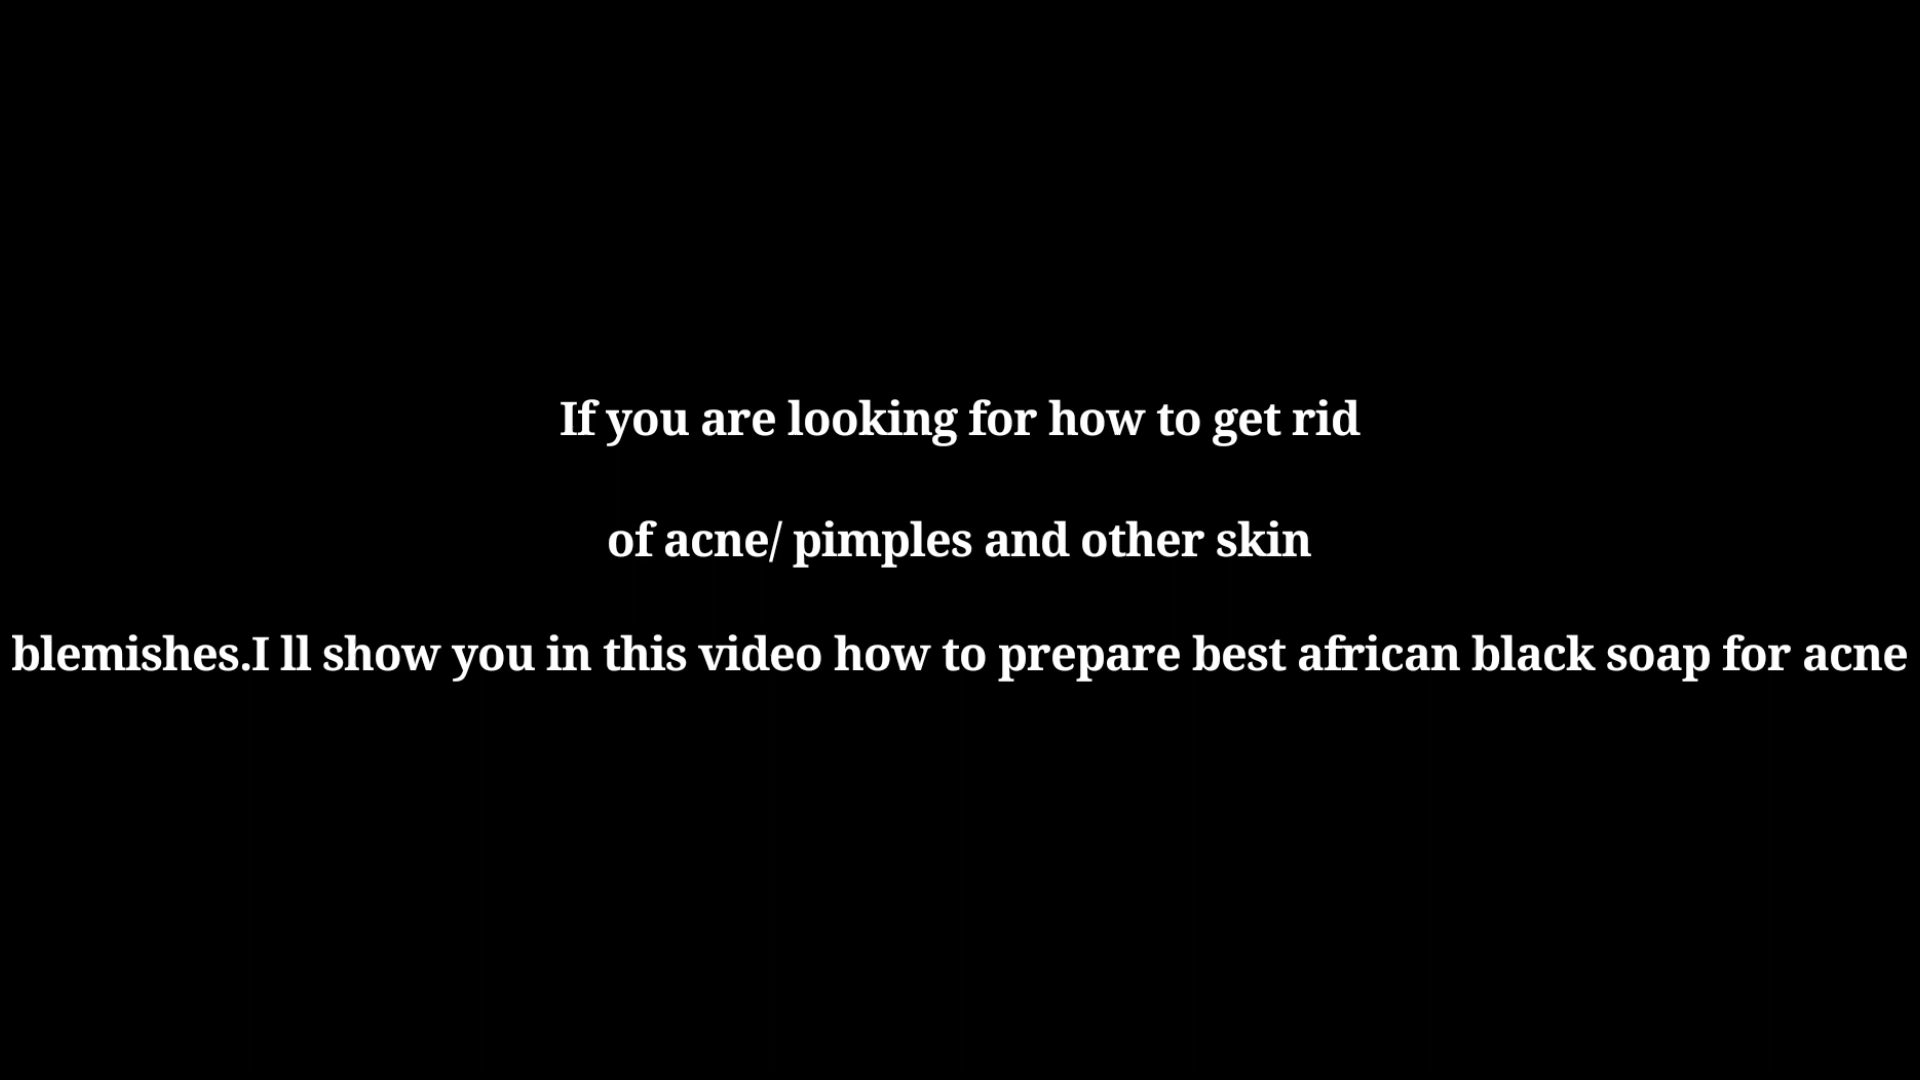 If you are looking for how to get rid
of acne/ pimples and other skin
blemishes.I ll show you in this video how to prepare best african black soap for acne